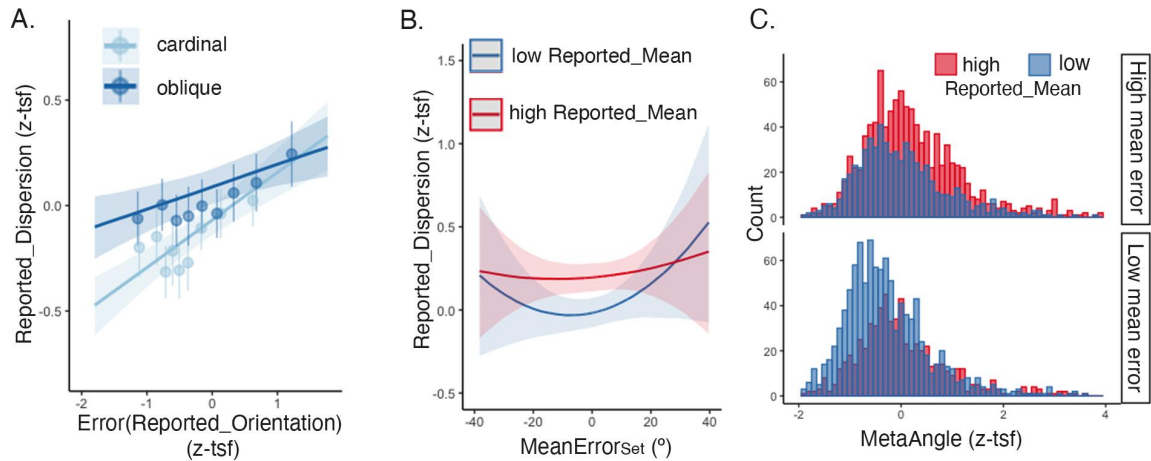 A.
cardinal
oblique
Reported_Dispersion (z-tsf)
0.5
0.0
-0.5
-2
-1
0
1
Error(Reported_Orientation)
(z-tsf)
B.
low Reported_Mean
high Reported_Mean
Reported_Dispersion (z-tsf)
1.5
1.0
0.5
0.0
-0.5
-40
-20
0
20
40
MeanErrorSet (º)
C.
high
low
Reported_Mean
Count
60
40
20
0
High mean error
60
40
20
0
Low mean error
-2
0
2
4
MetaAngle (z-tsf)